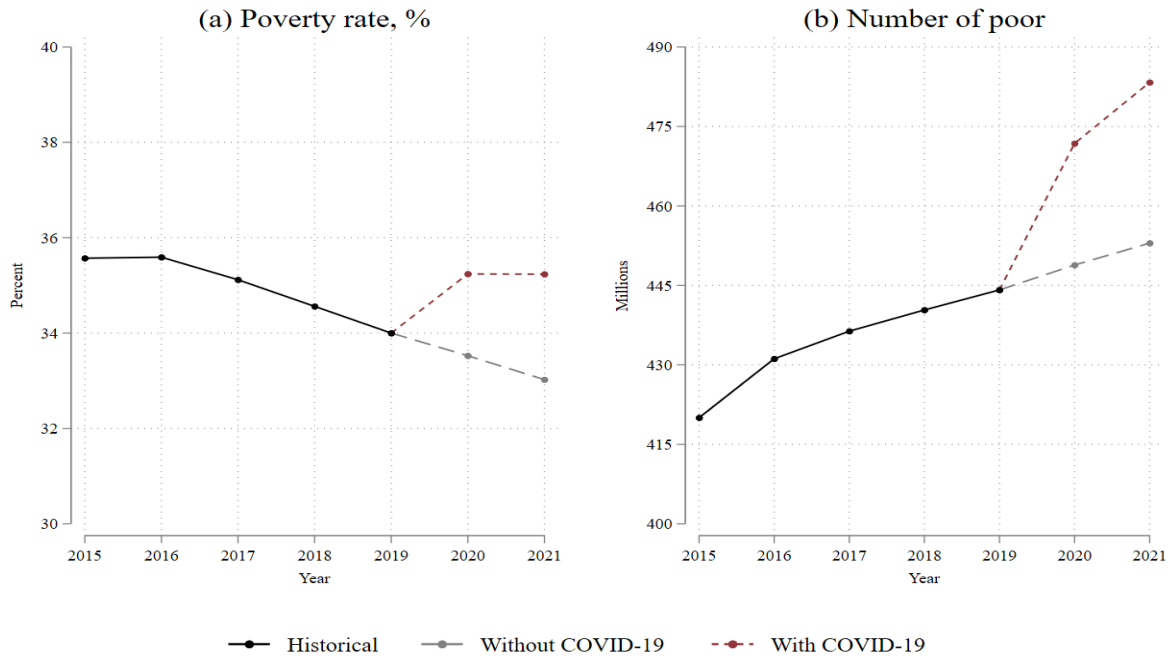 (a) Poverty rate, %
40
38
36
34
32
30
Percent
2015 2016 2017 2018 2019 2020 2021
Year
(b) Number of poor
490
475
460
445
430
415
400
Millions
2015 2016 2017 2018 2019 2020 2021
Year
Historical Without COVID-19 With COVID-19